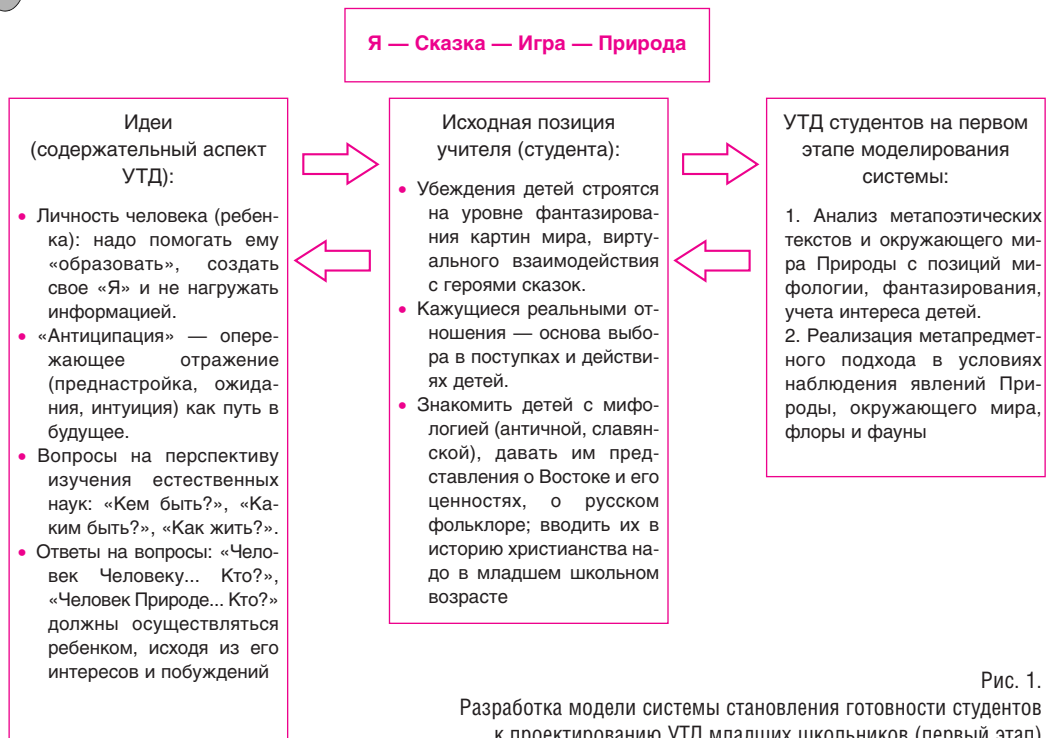 Я — Сказка — Игра — Природа
Идеи
(содержательный аспект
УТД):
• Личность человека (ребен-
ка): надо помогать ему
«образовать», создать
свое «Я» и не нагружать
информацией.
• «Антиципация» — опере-
жающее отражение
(преднастройка, ожида-
ния, интуиция) как путь в
будущее.
• Вопросы на перспективу
изучения естественных
наук: «Кем быть?», «Ка-
ким быть?», «Как жить?».
• Ответы на вопросы: «Чело-
век Человеку... Кто?»,
«Человек Природе... Кто?»
должны осуществляться
ребенком, исходя из его
интересов и побуждений
Исходная позиция
учителя (студента):
• Убеждения детей строятся
на уровне фантазирова-
ния картин мира, вирту-
ального взаимодействия
с героями сказок.
• Кажущиеся реальными от-
ношения — основа выбо-
ра в поступках и действи-
ях детей.
• Знакомить детей с мифо-
логией (античной, славян-
ской), давать им пред-
ставления о Востоке и его
ценностях, о русском
фольклоре; вводить их в
историю христианства на-
до в младшем школьном
возрасте
УТД студентов на первом
этапе моделирования
системы:
1. Анализ метапоэтических
текстов и окружающего ми-
ра Природы с позиций ми-
фологии, фантазирования,
учета интереса детей.
2. Реализация метапредмет-
ного подхода в условиях
наблюдения явлений При-
роды, окружающего мира,
флоры и фауны
Рис. 1.
Разработка модели системы становления готовности студентов
к проектированию УТД младших школьников (первый этап)